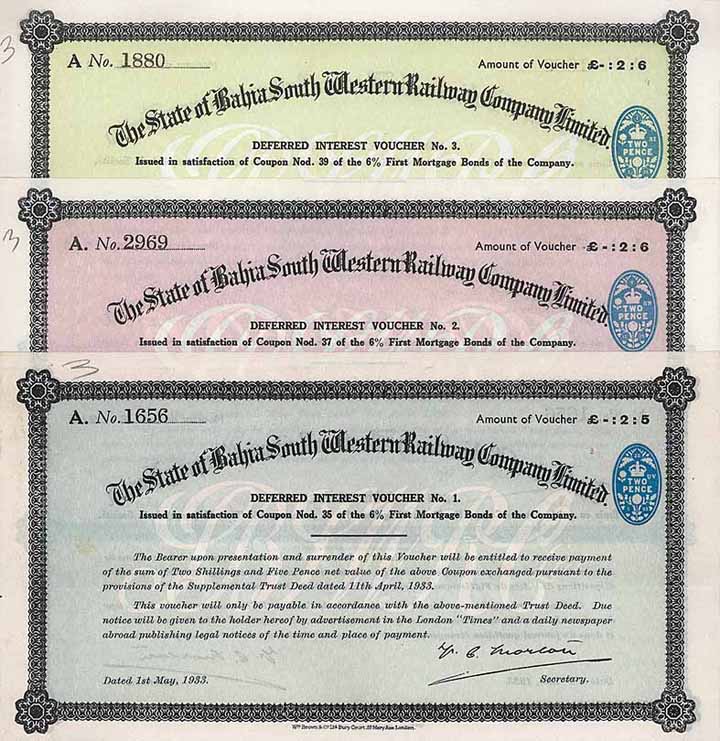 3
A No. 1880 Amount of Voucher £-:2:6
The State of Bahia South Western Railway Company Limited.
TWO PENCE
DEFERRED INTEREST VOUCHER No. 3.
Issued in satisfaction of Coupon Nod. 39 of the 6% First Mortgage Bonds of the Company.
3
A. No. 2969 Amount of Voucher £-:2:6
The State of Bahia South Western Railway Company Limited.
TWO PENCE
DEFERRED INTEREST VOUCHER No. 2.
Issued in satisfaction of Coupon Nod. 37 of the 6% First Mortgage Bonds of the Company.
3
A. No. 1656 Amount of Voucher £-:2:5
The State of Bahia South Western Railway Company Limited.
TWO PENCE
DEFERRED INTEREST VOUCHER No. 1.
Issued in satisfaction of Coupon Nod. 35 of the 6% First Mortgage Bonds of the Company.
The Bearer upon presentation and surrender of this Voucher will be entitled to receive payment
of the sum of Two Shillings and Five Pence net value of the above Coupon exchanged pursuant to the
provisions of the Supplemental Trust Deed dated 11th April, 1933.
This voucher will only be payable in accordance with the above-mentioned Trust Deed. Due
notice will be given to the holder hereof by advertisement in the London "Times" and a daily newspaper
abroad publishing legal notices of the time and place of payment.
Dated 1st May, 1933. Secretary.